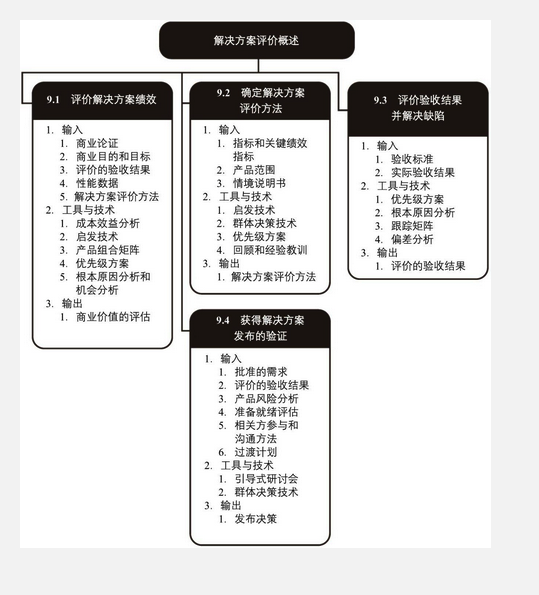 解决方案评价概述
9.1 评价解决方案绩效
1. 输入
1. 商业论证
2. 商业目的和目标
3. 评价的验收结果
4. 性能数据
5. 解决方案评价方法
2. 工具与技术
1. 成本效益分析
2. 启发技术
3. 产品组合矩阵
4. 优先级方案
5. 根本原因分析和
机会分析
3. 输出
1. 商业价值的评估
9.2 确定解决方案
评价方法
1. 输入
1. 指标和关键绩效
指标
2. 产品范围
3. 情境说明书
2. 工具与技术
1. 启发技术
2. 群体决策技术
3. 优先级方案
4. 回顾和经验教训
3. 输出
1. 解决方案评价方法
9.3 评价验收结果
并解决缺陷
1. 输入
1. 验收标准
2. 实际验收结果
2. 工具与技术
1. 优先级方案
2. 根本原因分析
3. 跟踪矩阵
4. 偏差分析
3. 输出
1. 评价的验收结果
9.4 获得解决方案
发布的验证
1. 输入
1. 批准的需求
2. 评价的验收结果
3. 产品风险分析
4. 准备就绪评估
5. 相关方参与和
沟通方法
6. 过渡计划
2. 工具与技术
1. 引导式研讨会
2. 群体决策技术
3. 输出
1. 发布决策